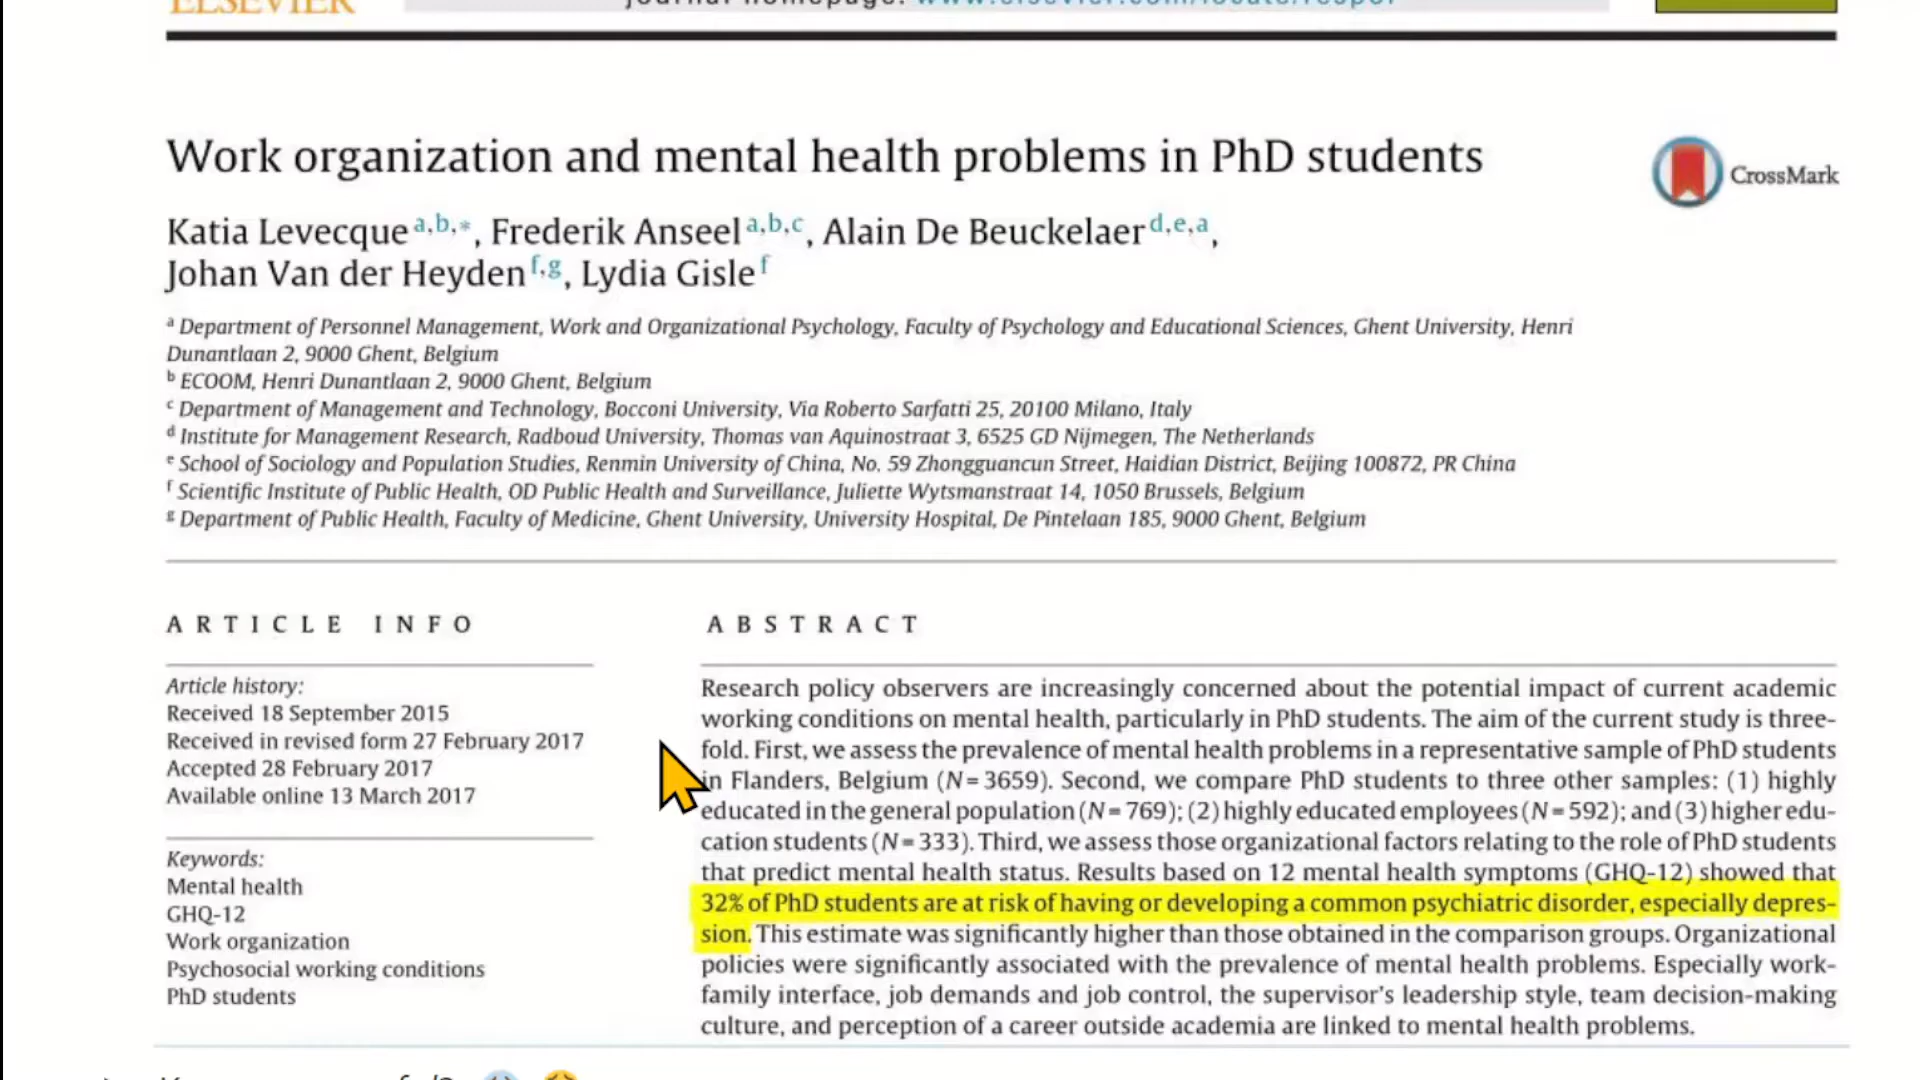 ELSEVIER
journal homepage: www.elsevier.com/locate/respol
Work organization and mental health problems in PhD students
CrossMark
Katia Levecque a,b,*, Frederik Anseel a,b,c, Alain De Beuckelaer d,e,a,
Johan Van der Heyden f,g, Lydia Gisle f
a Department of Personnel Management, Work and Organizational Psychology, Faculty of Psychology and Educational Sciences, Ghent University, Henri
Dunantlaan 2, 9000 Ghent, Belgium
b ECOOM, Henri Dunantlaan 2, 9000 Ghent, Belgium
c Department of Management and Technology, Bocconi University, Via Roberto Sarfatti 25, 20100 Milano, Italy
d Institute for Management Research, Radboud University, Thomas van Aquinostraat 3, 6525 GD Nijmegen, The Netherlands
e School of Sociology and Population Studies, Renmin University of China, No. 59 Zhongguancun Street, Haidian District, Beijing 100872, PR China
f Scientific Institute of Public Health, OD Public Health and Surveillance, Juliette Wytsmanstraat 14, 1050 Brussels, Belgium
g Department of Public Health, Faculty of Medicine, Ghent University, University Hospital, De Pintelaan 185, 9000 Ghent, Belgium
ARTICLE INFO
Article history:
Received 18 September 2015
Received in revised form 27 February 2017
Accepted 28 February 2017
Available online 13 March 2017
Keywords:
Mental health
GHQ-12
Work organization
Psychosocial working conditions
PhD students
ABSTRACT
Research policy observers are increasingly concerned about the potential impact of current academic
working conditions on mental health, particularly in PhD students. The aim of the current study is three-
fold. First, we assess the prevalence of mental health problems in a representative sample of PhD students
in Flanders, Belgium (N = 3659). Second, we compare PhD students to three other samples: (1) highly
educated in the general population (N = 769); (2) highly educated employees (N = 592); and (3) higher edu-
cation students (N = 333). Third, we assess those organizational factors relating to the role of PhD students
that predict mental health status. Results based on 12 mental health symptoms (GHQ-12) showed that
32% of PhD students are at risk of having or developing a common psychiatric disorder, especially depres-
sion. This estimate was significantly higher than those obtained in the comparison groups. Organizational
policies were significantly associated with the prevalence of mental health problems. Especially work-
family interface, job demands and job control, the supervisor's leadership style, team decision-making
culture, and perception of a career outside academia are linked to mental health problems.